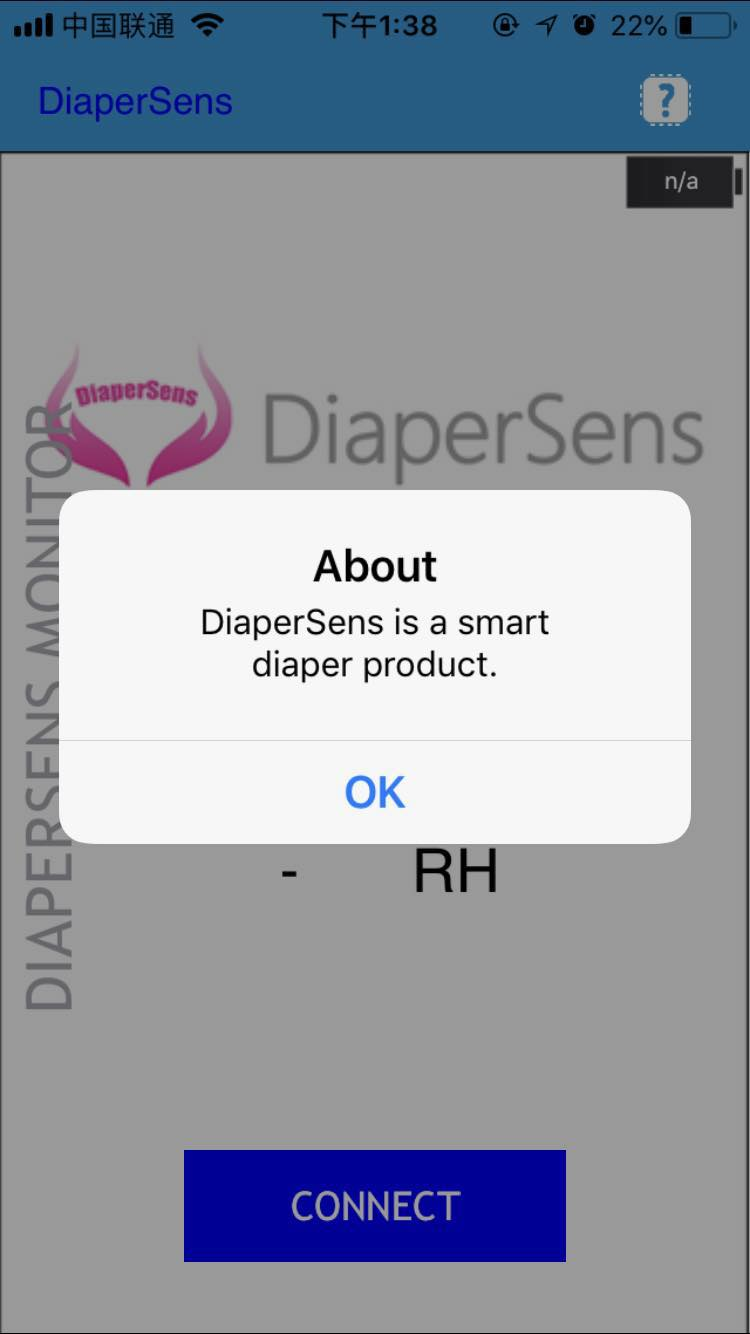 中国联通
下午1:38
22%
DiaperSens
?
n/a
DiaperSens
DiaperSens
DIAPERSENS MONITOR
About
DiaperSens is a smart
diaper product.
OK
- RH
CONNECT